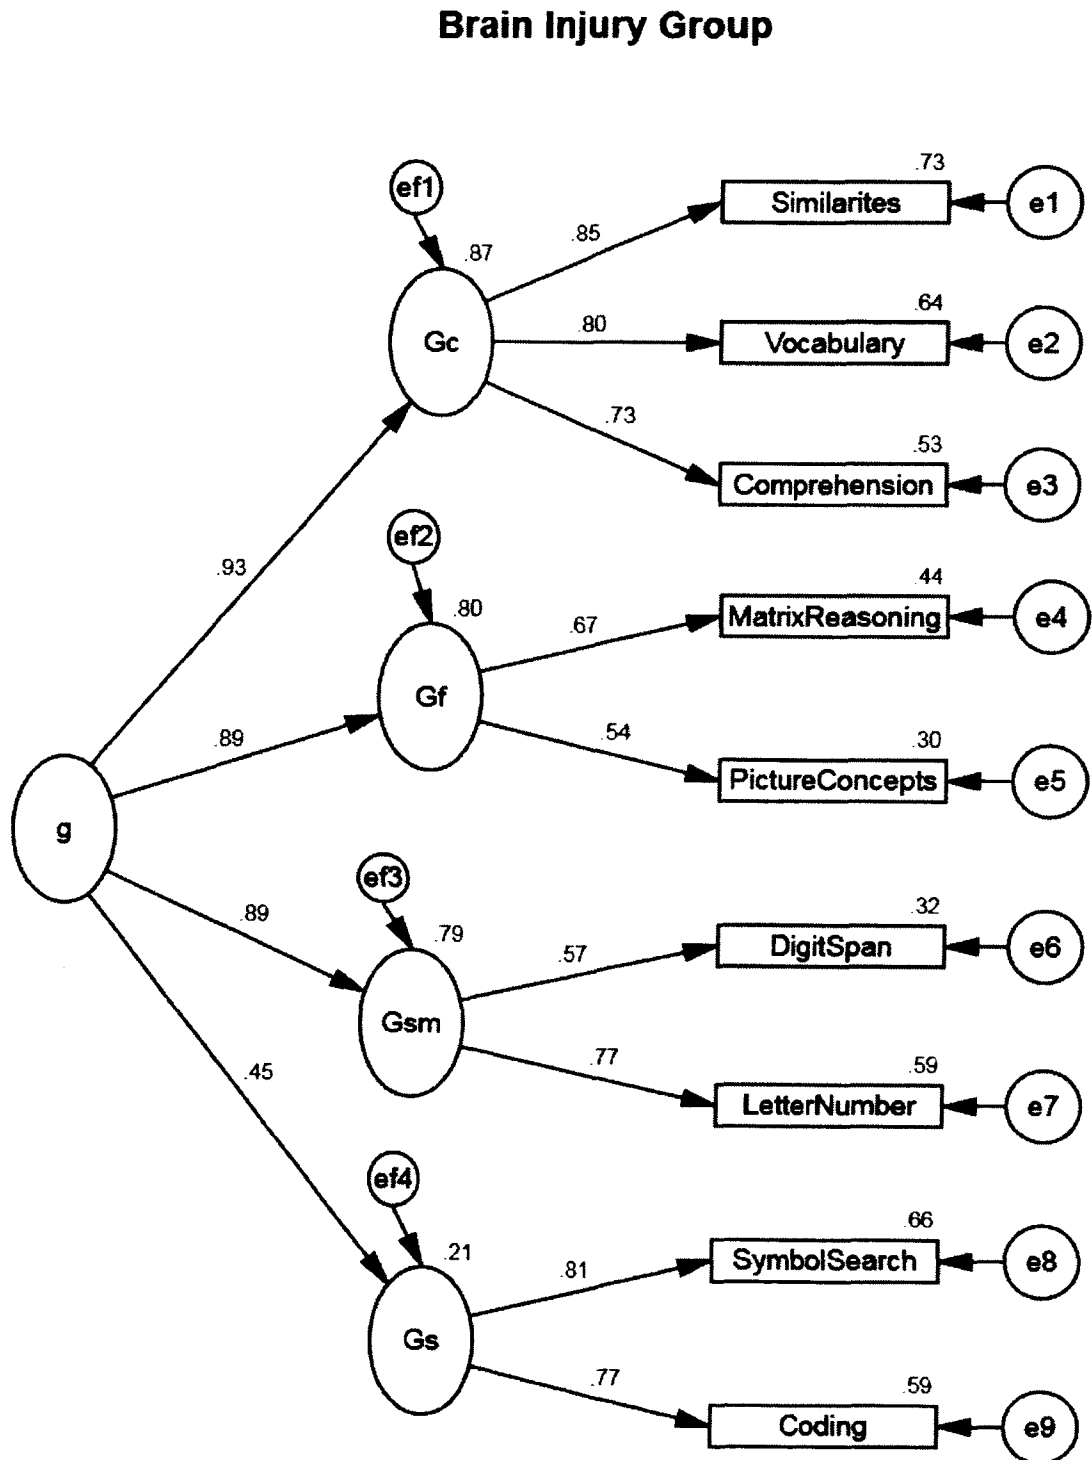 Brain Injury Group
.73
ef1
Similarites
e1
.85
.87
.64
.80
Gc
Vocabulary
e2
.73
.53
Comprehension
e3
ef2
.93
.44
.80
.67
MatrixReasoning
e4
Gf
.89
.54
.30
PictureConcepts
e5
g
ef3
.89
.32
.79
.57
DigitSpan
e6
Gsm
.45
.77
.59
LetterNumber
e7
ef4
.66
.21
.81
SymbolSearch
e8
Gs
.77
.59
Coding
e9